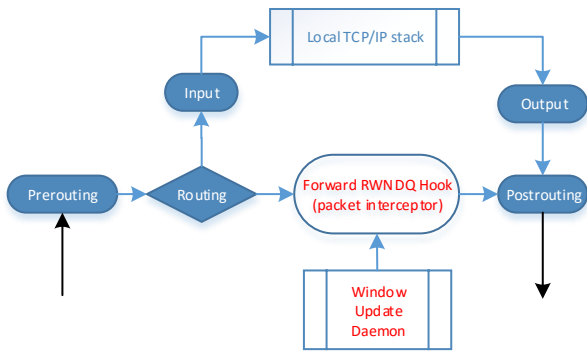 Local TCP/IP stack
Input
Output
Prerouting
Routing
Forward RWNDQ Hook
(packet interceptor)
Postrouting
Window
Update
Daemon